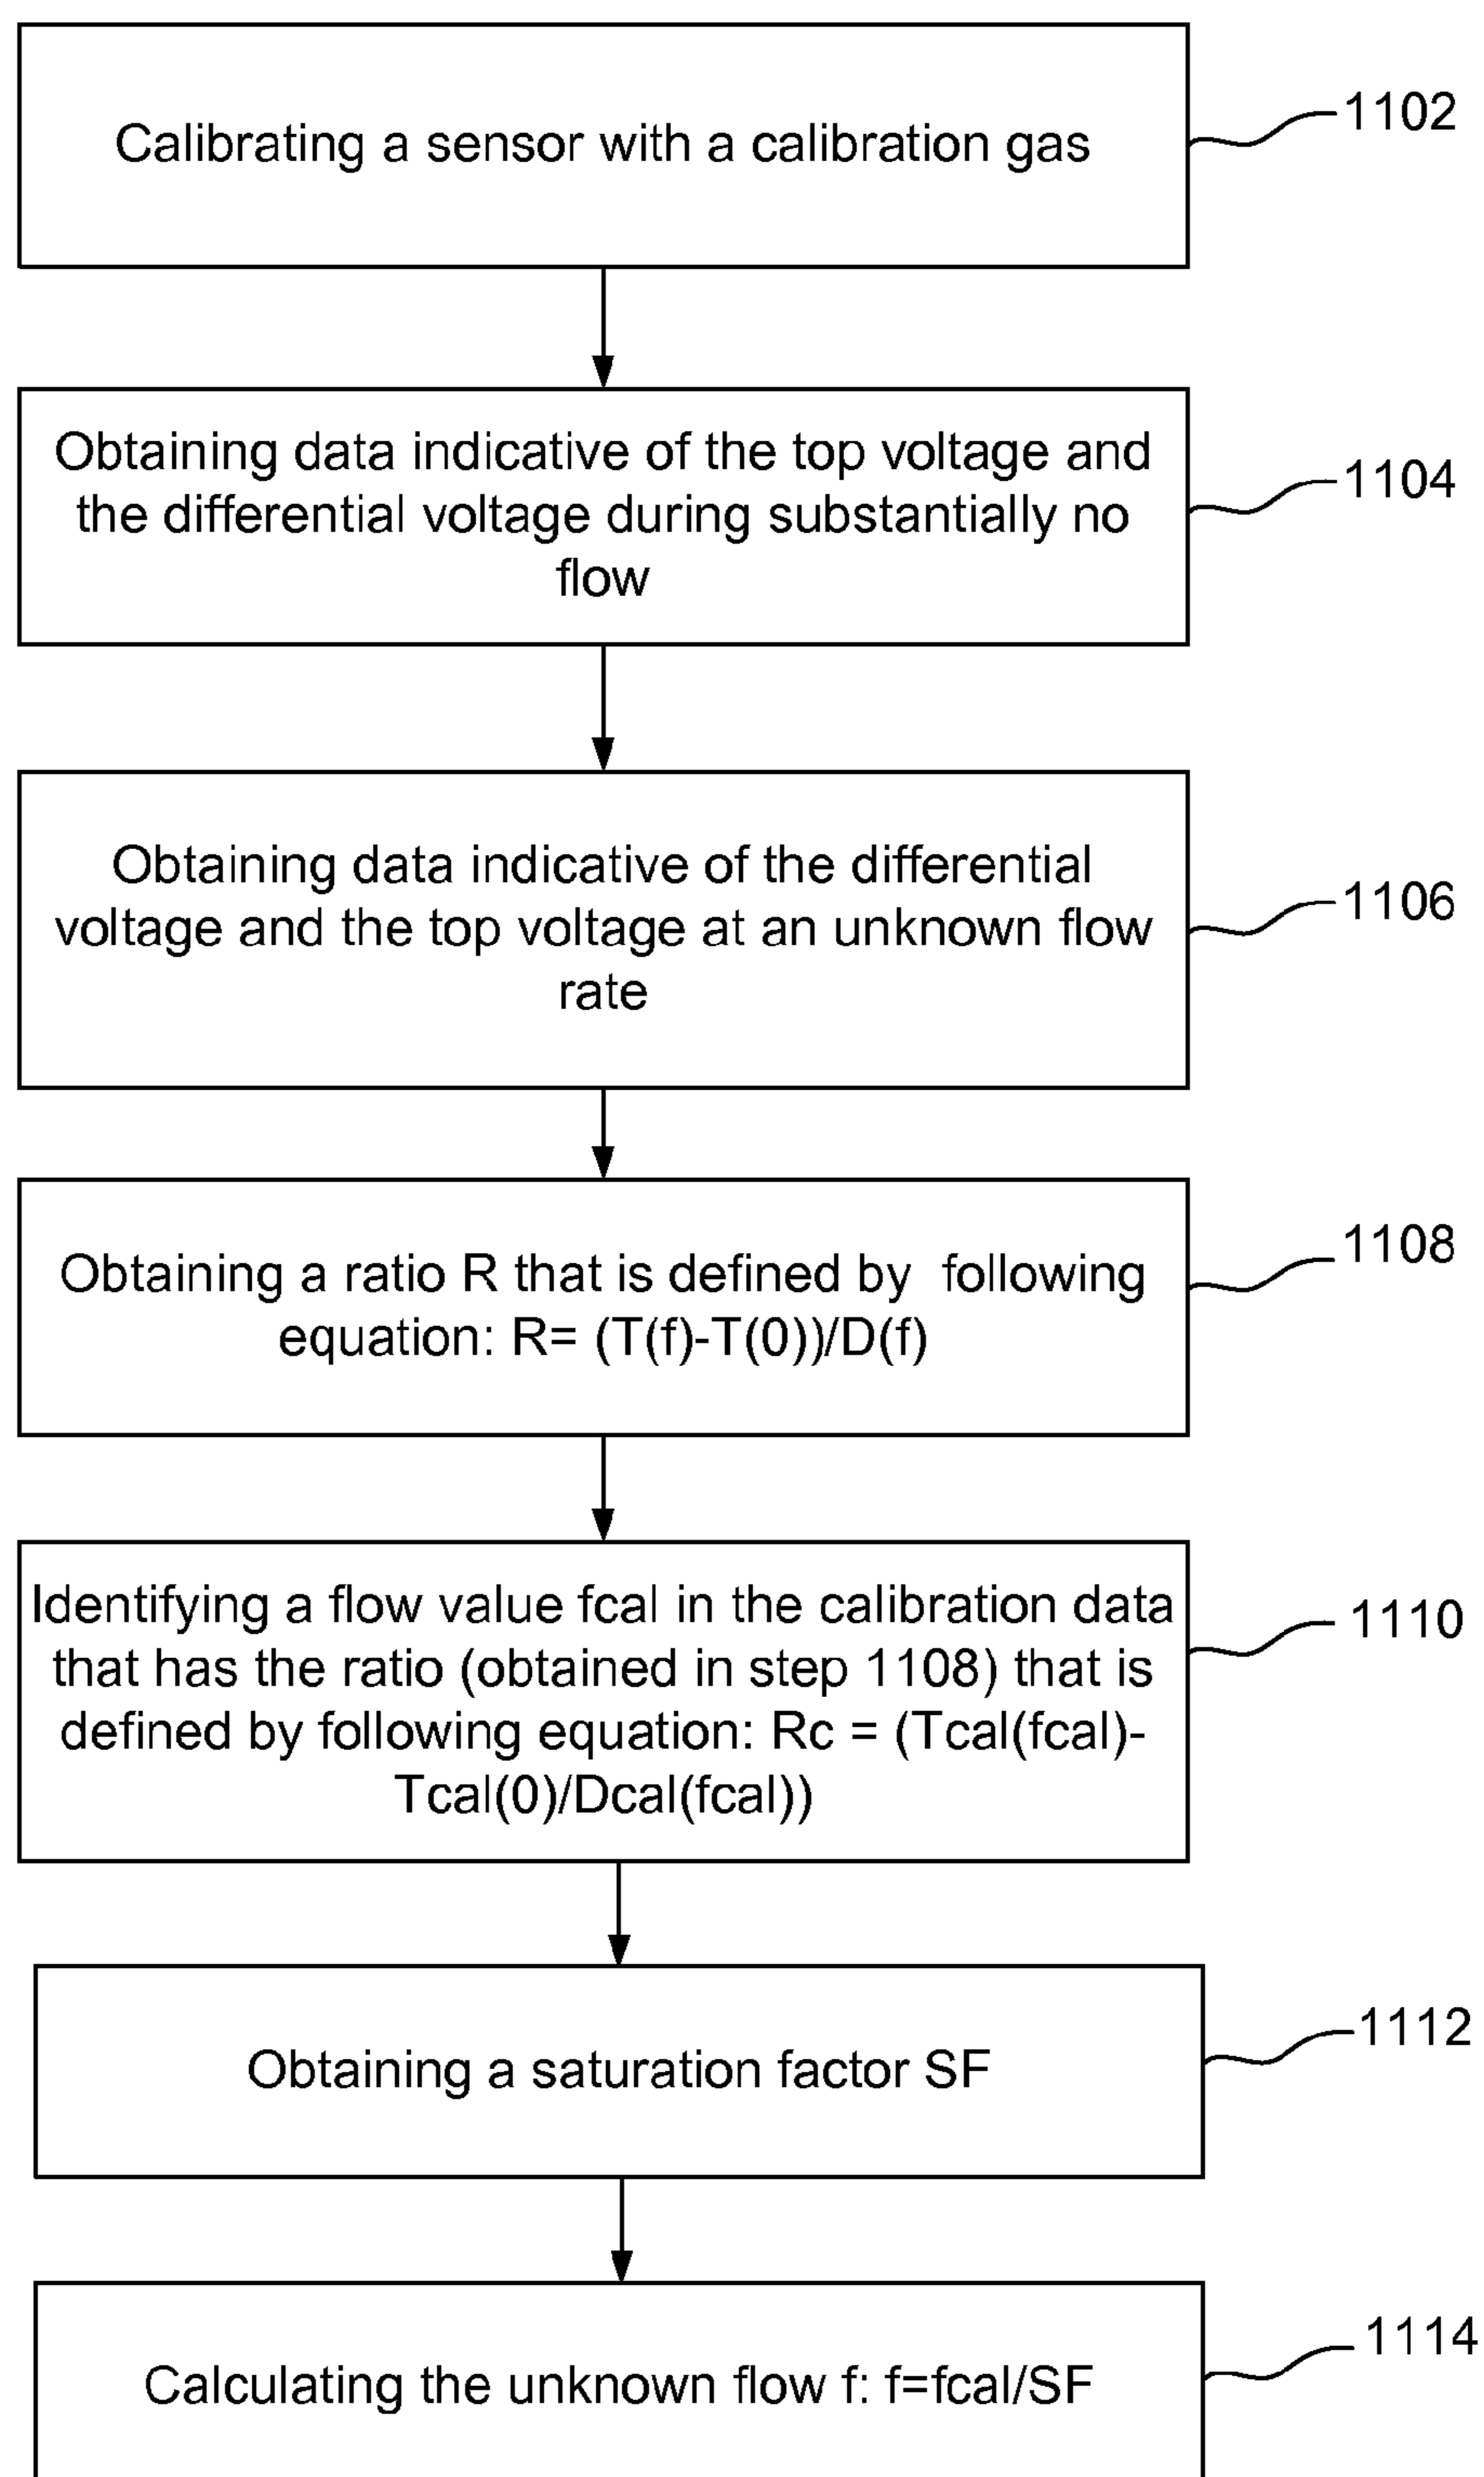 Calibrating a sensor with a calibration gas
1102
Obtaining data indicative of the top voltage and
the differential voltage during substantially no
flow
1104
Obtaining data indicative of the differential
voltage and the top voltage at an unknown flow
rate
1106
Obtaining a ratio R that is defined by  following
equation: R= (T(f)-T(0))/D(f)
1108
Identifying a flow value fcal in the calibration data
that has the ratio (obtained in step 1108) that is
defined by following equation: Rc = (Tcal(fcal)-
Tcal(0)/Dcal(fcal))
1110
Obtaining a saturation factor SF
1112
Calculating the unknown flow f: f=fcal/SF
1114